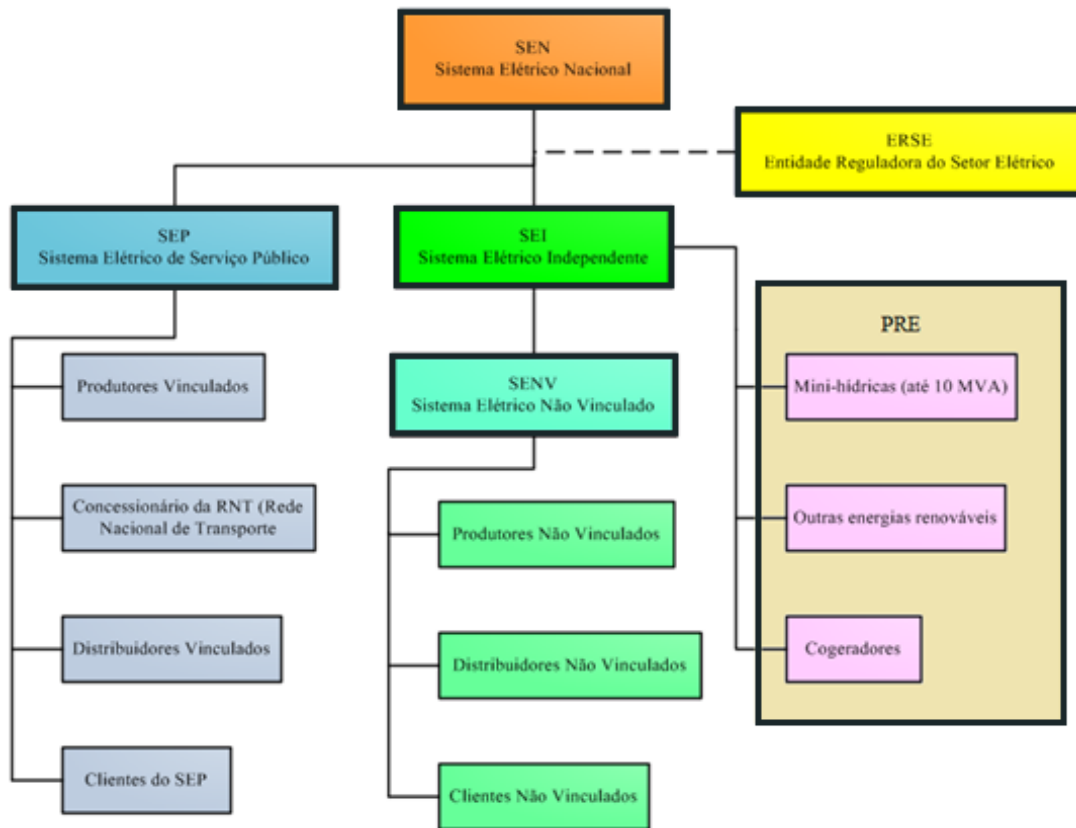 SEN
Sistema Elétrico Nacional
ERSE
Entidade Reguladora do Setor Elétrico
SEP
Sistema Elétrico de Serviço Público
SEI
Sistema Elétrico Independente
PRE
Produtores Vinculados
SENV
Sistema Elétrico Não Vinculado
Mini-hídricas (até 10 MVA)
Concessionário da RNT (Rede
Nacional de Transporte
Produtores Não Vinculados
Outras energias renováveis
Distribuidores Vinculados
Distribuidores Não Vinculados
Cogeradores
Clientes do SEP
Clientes Não Vinculados